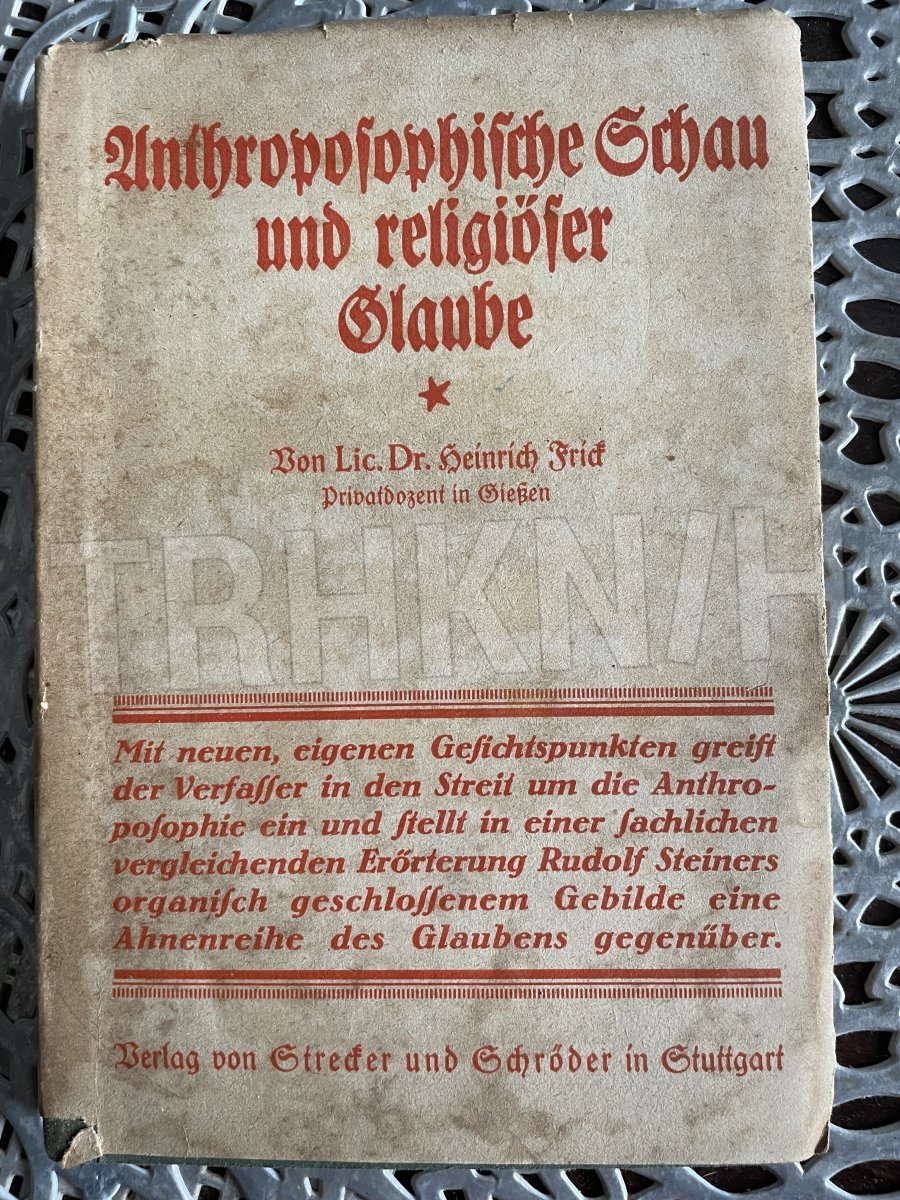 Anthroposophische Schau
und religiöser
Glaube
Von Lic. Dr. Heinrich Frick
Privatdozent in Gießen
TRHKN/H
Mit neuen, eigenen Gesichtspunkten greift
der Verfasser in den Streit um die Anthro-
posophie ein und stellt in einer sachlichen
vergleichenden Erörterung Rudolf Steiners
organisch geschlossenem Gebilde eine
Ahnenreihe des Glaubens gegenüber.
Verlag von Strecker und Schröder in Stuttgart